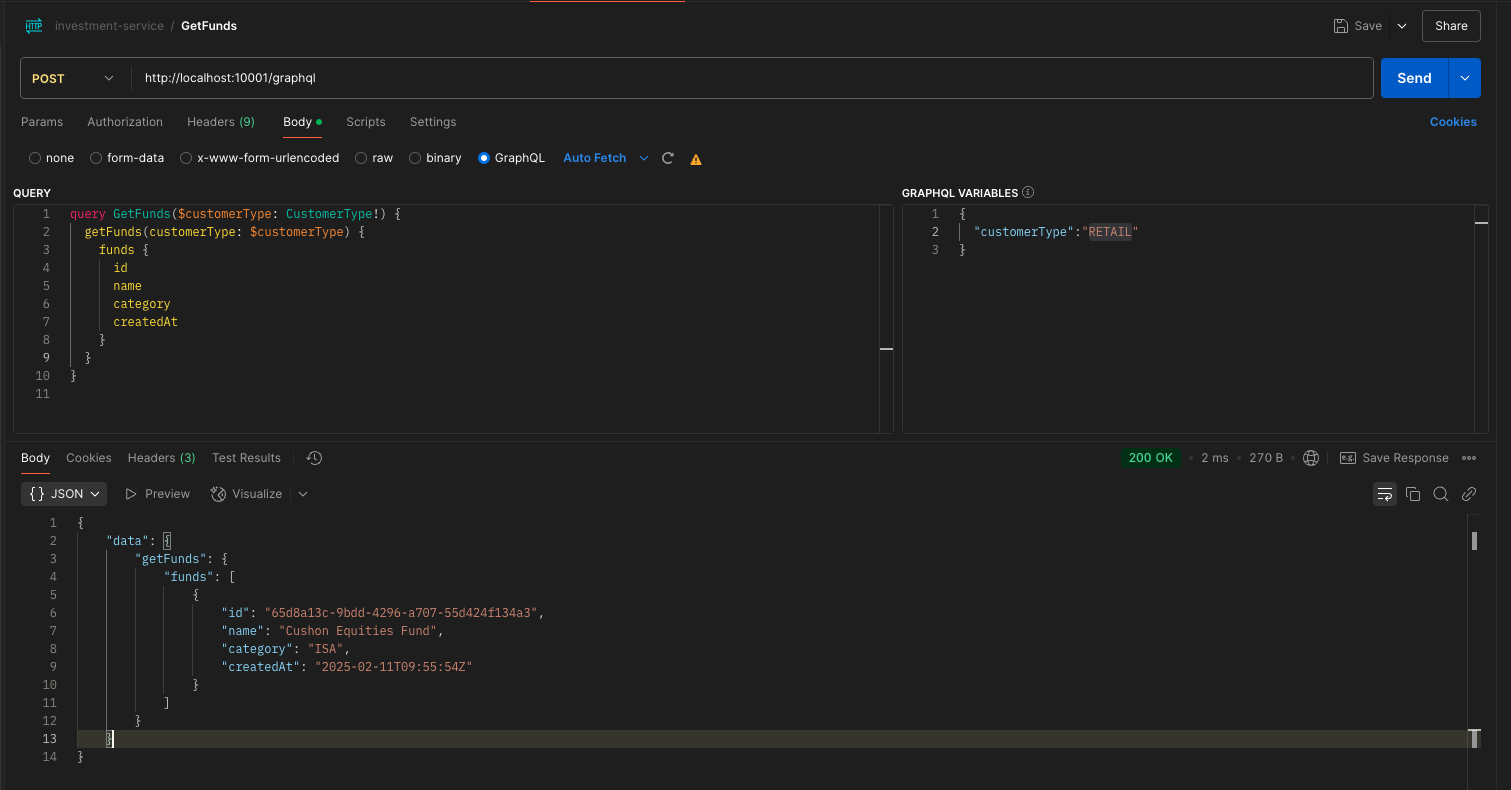 HTTP investment-service / GetFunds Save Share
POST http://localhost:10001/graphql Send
Params Authorization Headers (9) Body Scripts Settings Cookies
none form-data x-www-form-urlencoded raw binary GraphQL Auto Fetch
QUERY
1 query GetFunds($customerType: CustomerType!) {
2 getFunds(customerType: $customerType) {
3 funds {
4 id
5 name
6 category
7 createdAt
8 }
9 }
10 }
11
GRAPHQL VARIABLES
1 {
2 "customerType":"RETAIL"
3 }
Body Cookies Headers (3) Test Results 200 OK • 2 ms • 270 B • e.g. Save Response
{} JSON Preview Visualize
1 {
2 "data": {
3 "getFunds": {
4 "funds": [
5 {
6 "id": "65d8a13c-9bdd-4296-a707-55d424f134a3",
7 "name": "Cushon Equities Fund",
8 "category": "ISA",
9 "createdAt": "2025-02-11T09:55:54Z"
10 }
11 ]
12 }
13 }
14 }